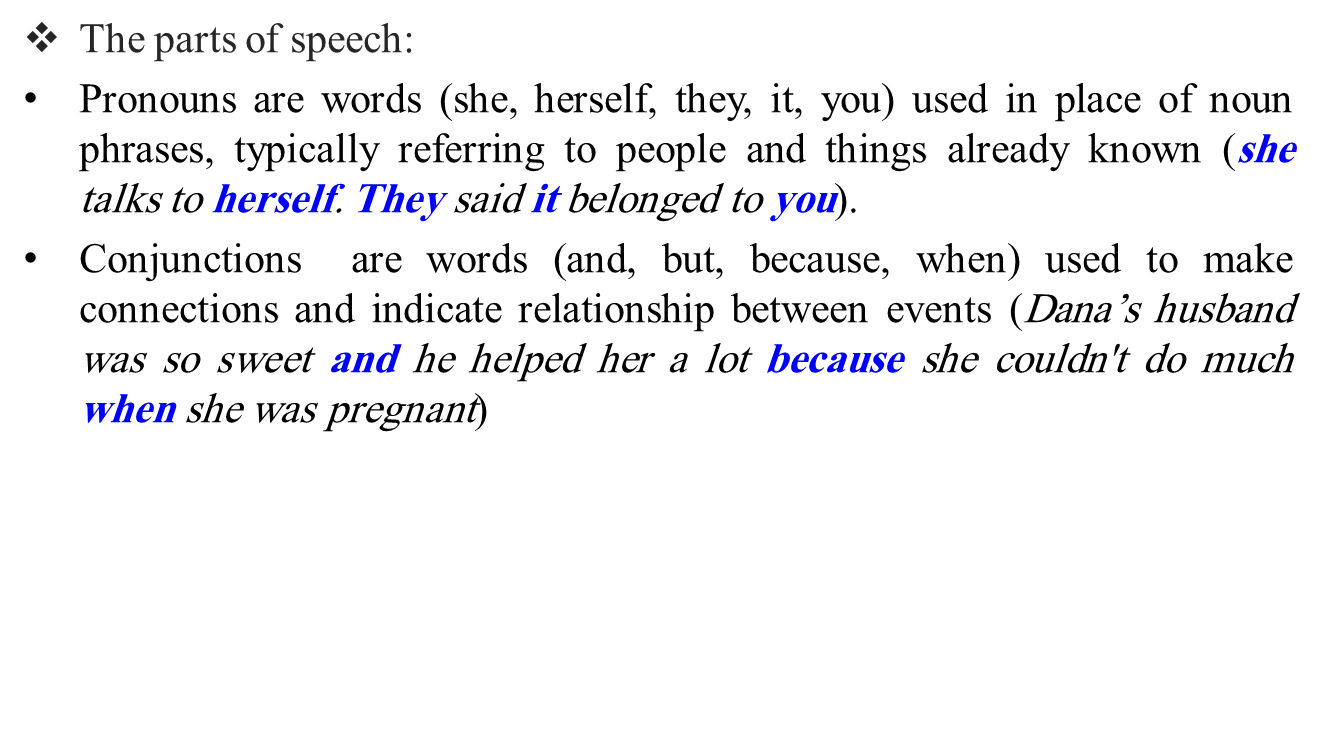 ❖ The parts of speech:
• Pronouns are words (she, herself, they, it, you) used in place of noun
phrases, typically referring to people and things already known (she
talks to herself. They said it belonged to you).
• Conjunctions are words (and, but, because, when) used to make
connections and indicate relationship between events (Dana’s husband
was so sweet and he helped her a lot because she couldn't do much
when she was pregnant)